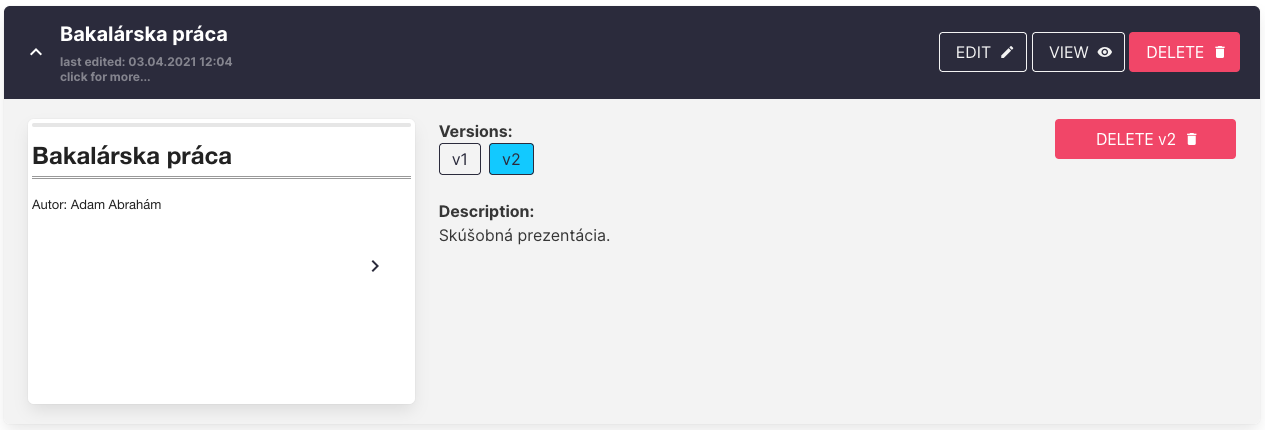 Bakalárska práca
last edited: 03.04.2021 12:04
click for more...
EDIT
VIEW
DELETE
Bakalárska práca
Autor: Adam Abrahám
Versions:
v1
v2
Description:
Skúšobná prezentácia.
DELETE v2